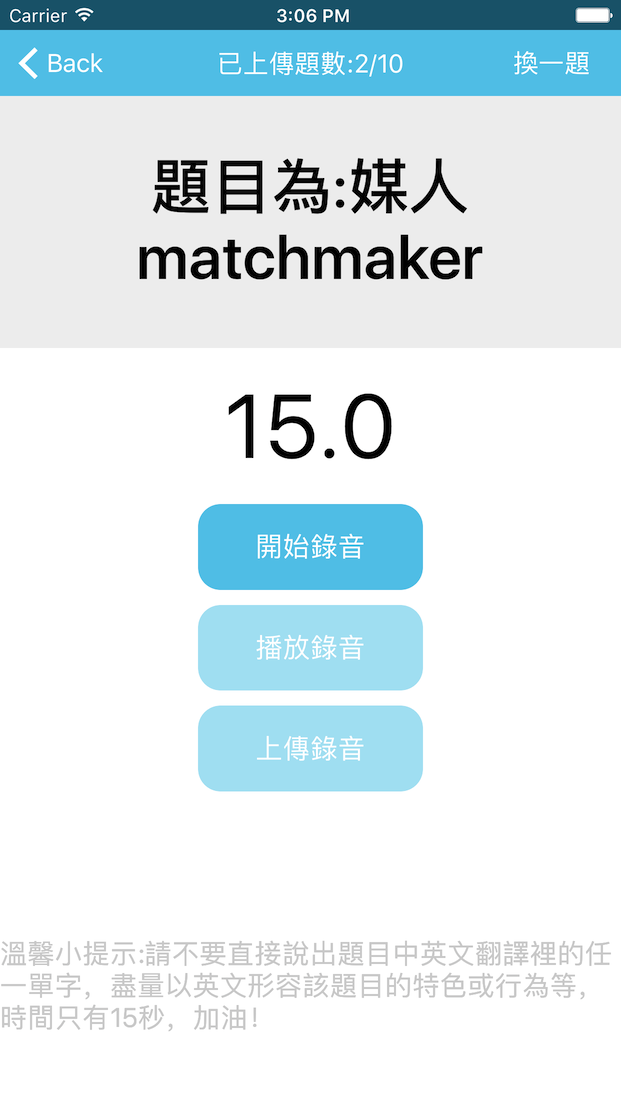 Carrier 3:06 PM
Back 已上傳題數:2/10 換一題
題目為:媒人
matchmaker
15.0
開始錄音
播放錄音
上傳錄音
溫馨小提示:請不要直接說出題目中英文翻譯裡的任
一單字，盡量以英文形容該題目的特色或行為等，
時間只有15秒，加油！